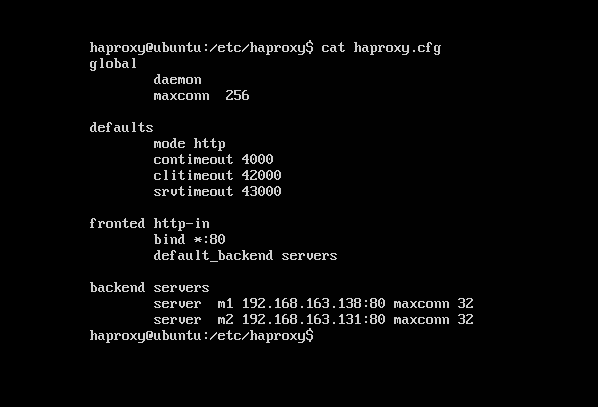 haproxy@ubuntu:/etc/haproxy$ cat haproxy.cfg
global
daemon
maxconn 256
defaults
mode http
contimeout 4000
clitimeout 42000
srvtimeout 43000
fronted http-in
bind *:80
default_backend servers
backend servers
server m1 192.168.163.138:80 maxconn 32
server m2 192.168.163.131:80 maxconn 32
haproxy@ubuntu:/etc/haproxy$